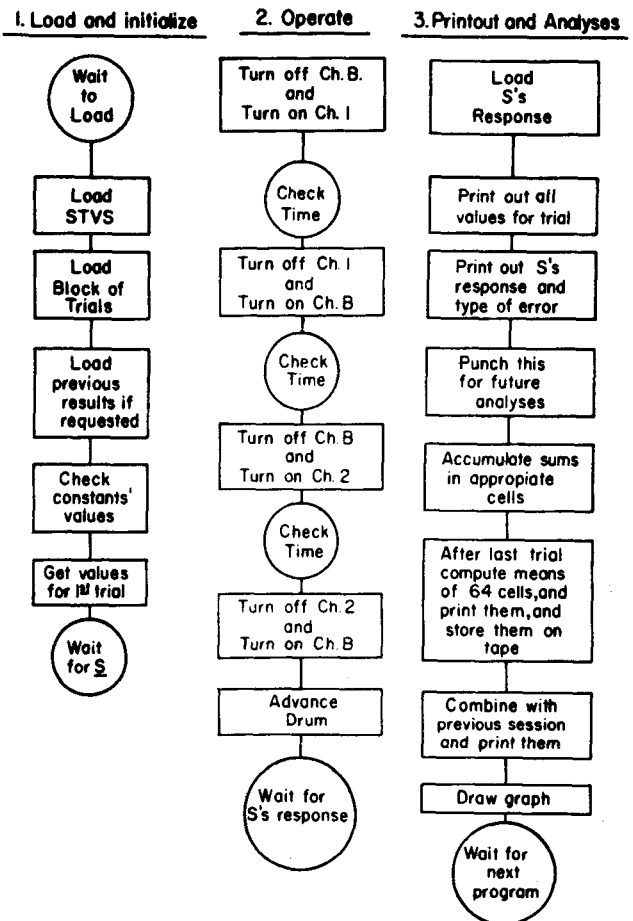 1. Load and initialize
Wait
to
Load
Load
STVS
Load
Block of
Trials
Load
previous
results if
requested
Check
constants'
values
Get values
for 1st trial
Wait
for S
2. Operate
Turn off Ch. B.
and
Turn on Ch. 1
Check
Time
Turn off Ch. 1
and
Turn on Ch. B
Check
Time
Turn off Ch. B
and
Turn on Ch. 2
Check
Time
Turn off Ch. 2
and
Turn on Ch. B
Advance
Drum
Wait for
S's response
3. Printout and Analyses
Load
S's
Response
Print out all
values for trial
Print out S's
response and
type of error
Punch this
for future
analyses
Accumulate sums
in appropiate
cells
After last trial
compute means
of 64 cells, and
print them, and
store them on
tape
Combine with
previous session
and print them
Draw graph
Wait for
next
program